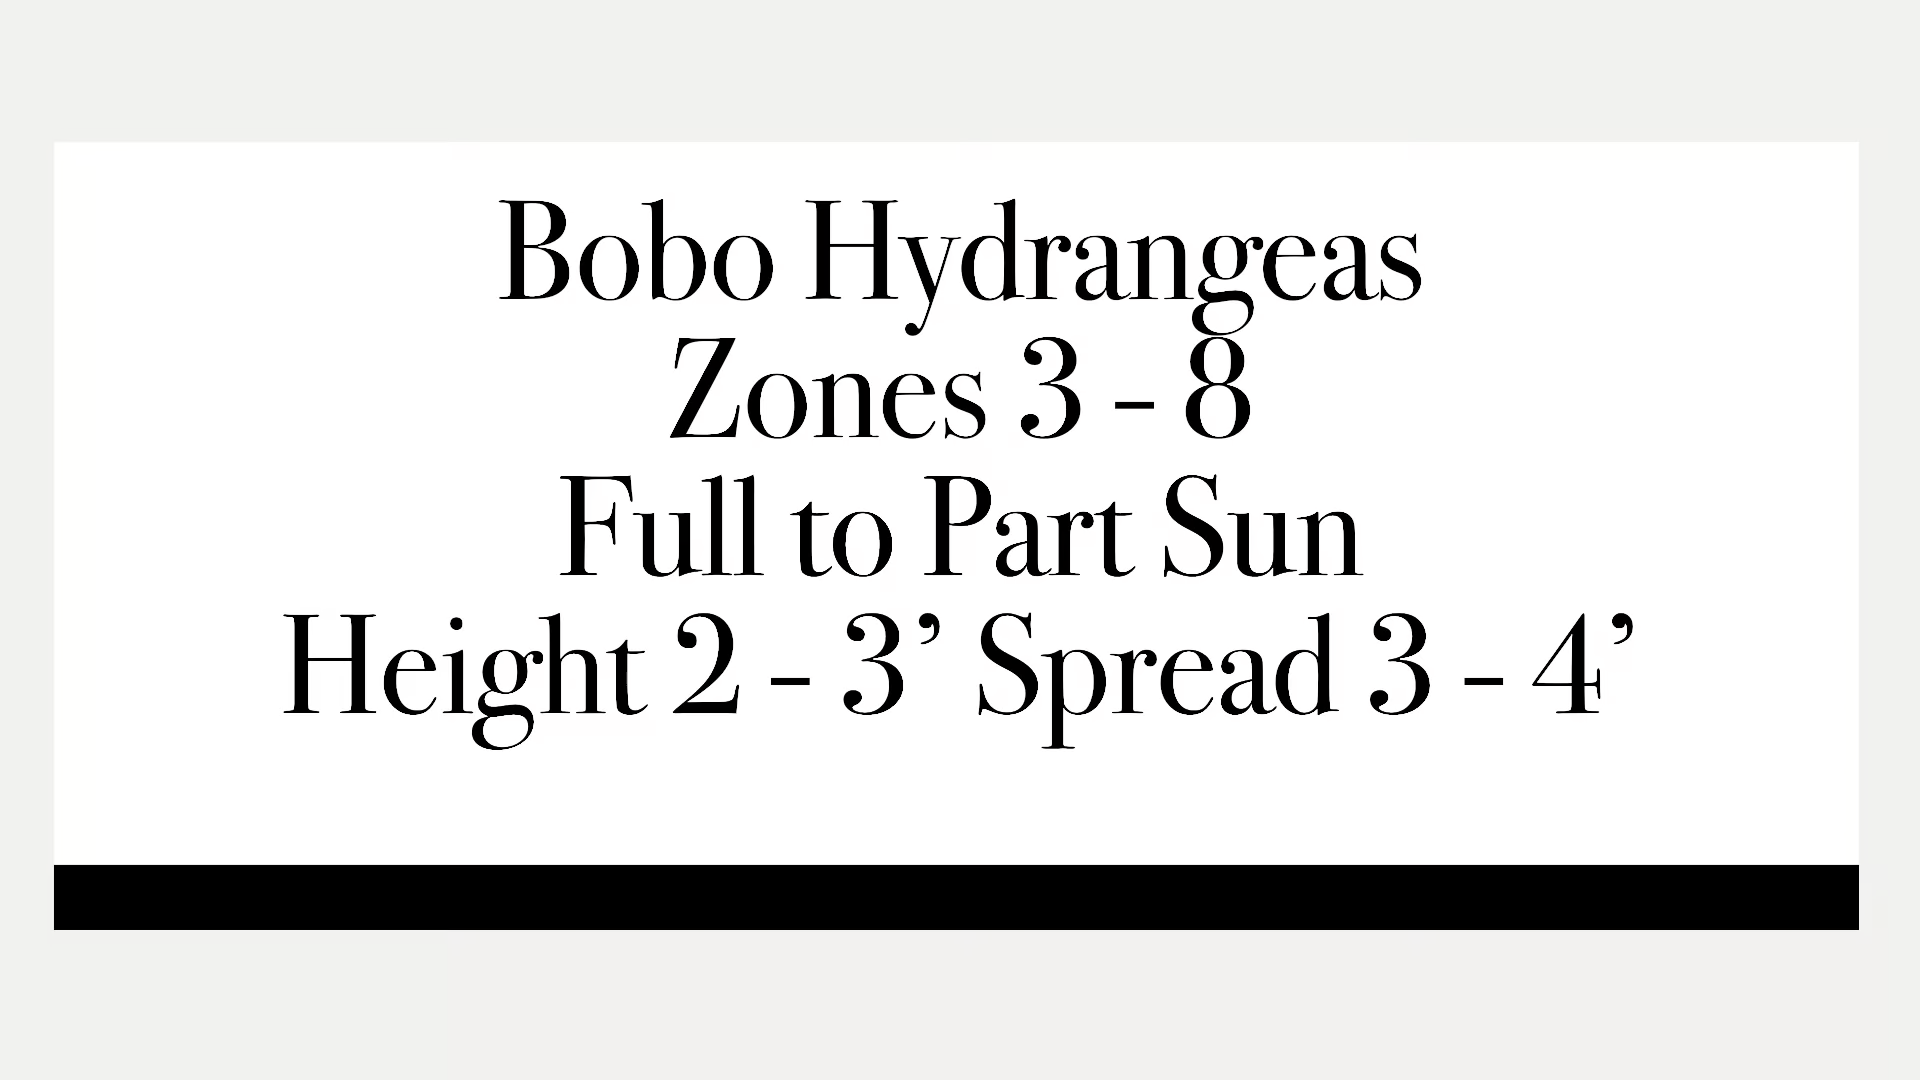 Bobo Hydrangeas
Zones 3 - 8
Full to Part Sun
Height 2 - 3’ Spread 3 - 4’